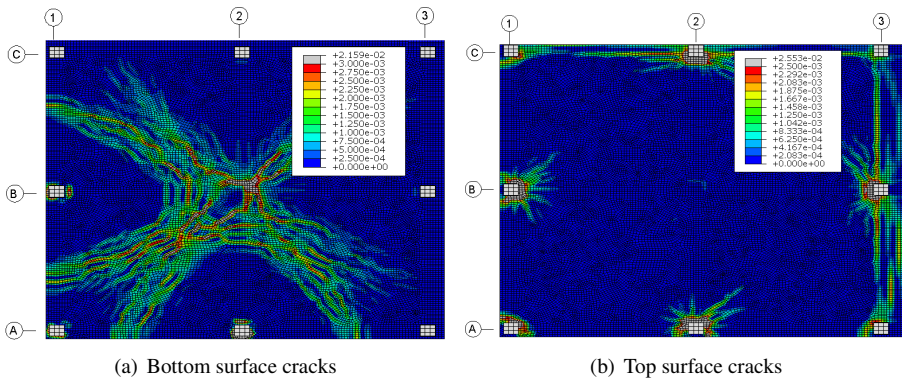 1
2
3
C
B
A
+2.159e-02
+3.000e-03
+2.750e-03
+2.500e-03
+2.250e-03
+2.000e-03
+1.750e-03
+1.500e-03
+1.250e-03
+1.000e-03
+7.500e-04
+5.000e-04
+2.500e-04
+0.000e+00
(a) Bottom surface cracks
1
2
3
C
B
A
+2.553e-02
+2.500e-03
+2.292e-03
+2.083e-03
+1.875e-03
+1.667e-03
+1.458e-03
+1.250e-03
+1.042e-03
+8.333e-04
+6.250e-04
+4.167e-04
+2.083e-04
+0.000e+00
(b) Top surface cracks